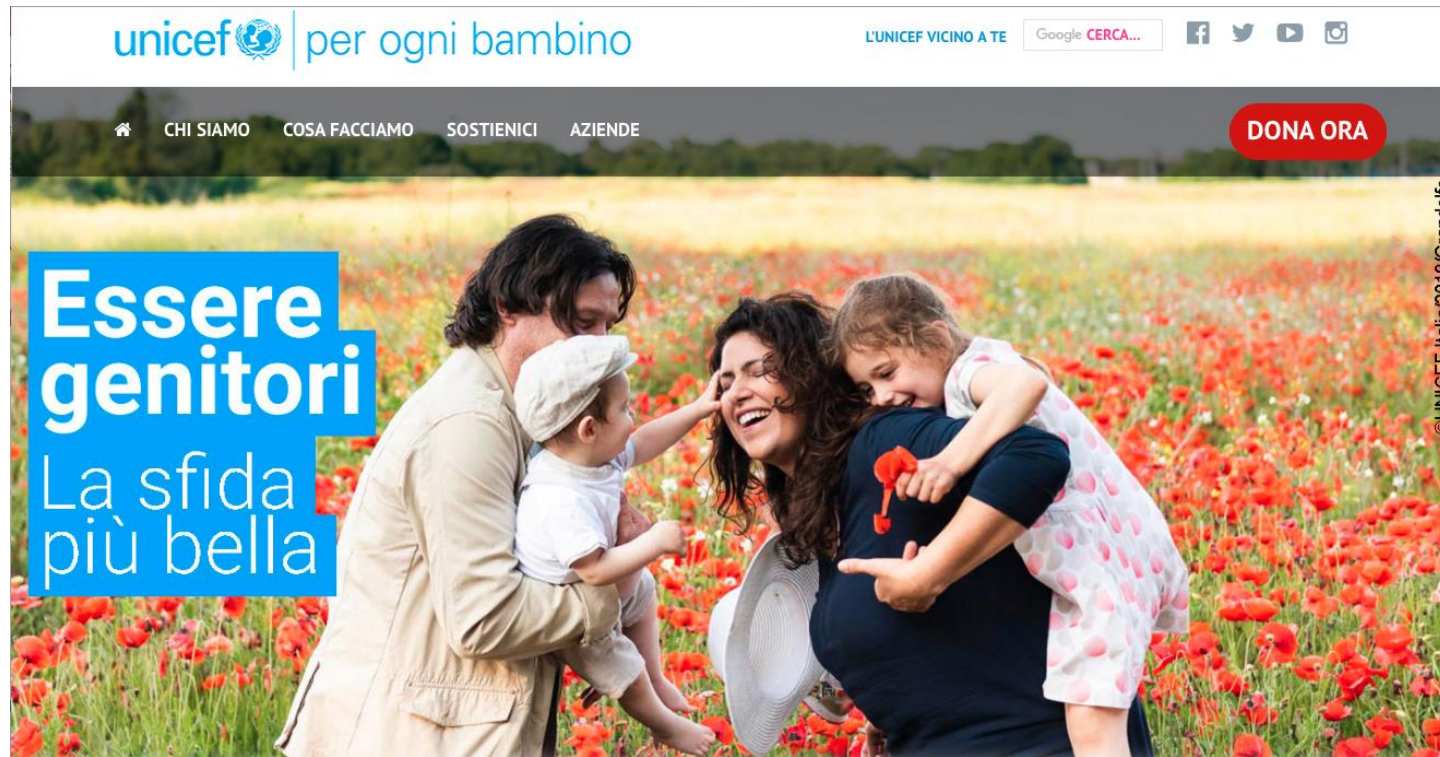 unicef per ogni bambino
L'UNICEF VICINO A TE Google CERCA...
CHI SIAMO COSA FACCIAMO SOSTIENICI AZIENDE
DONA ORA
Essere
genitori
La sfida
più bella